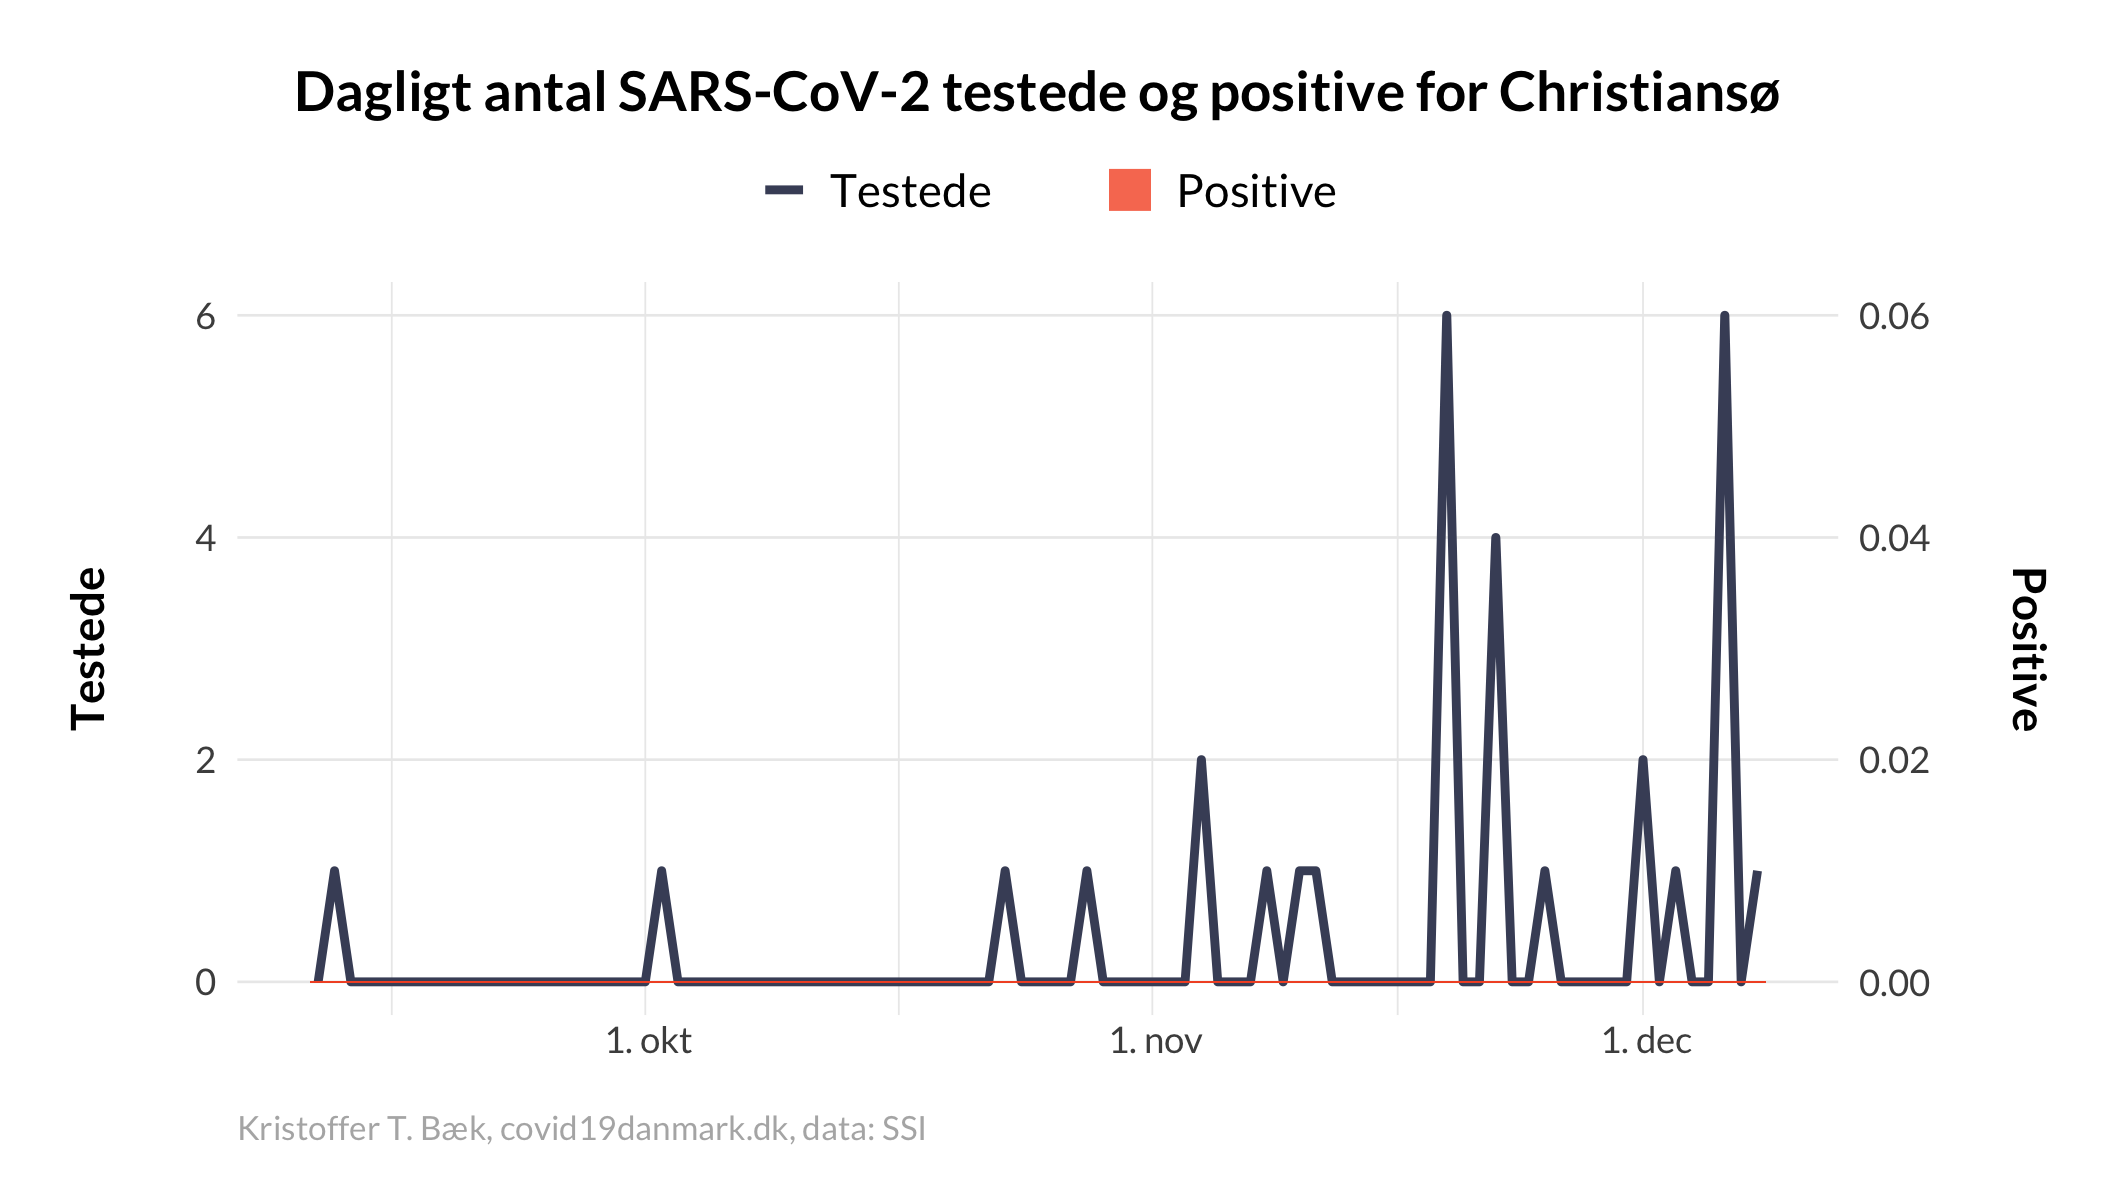 Dagligt antal SARS-CoV-2 testede og positive for Christiansø
Testede Positive
6 0.06
4 0.04
2 0.02
0 0.00
Testede
Positive
1. okt 1. nov 1. dec
Kristoffer T. Bæk, covid19danmark.dk, data: SSI